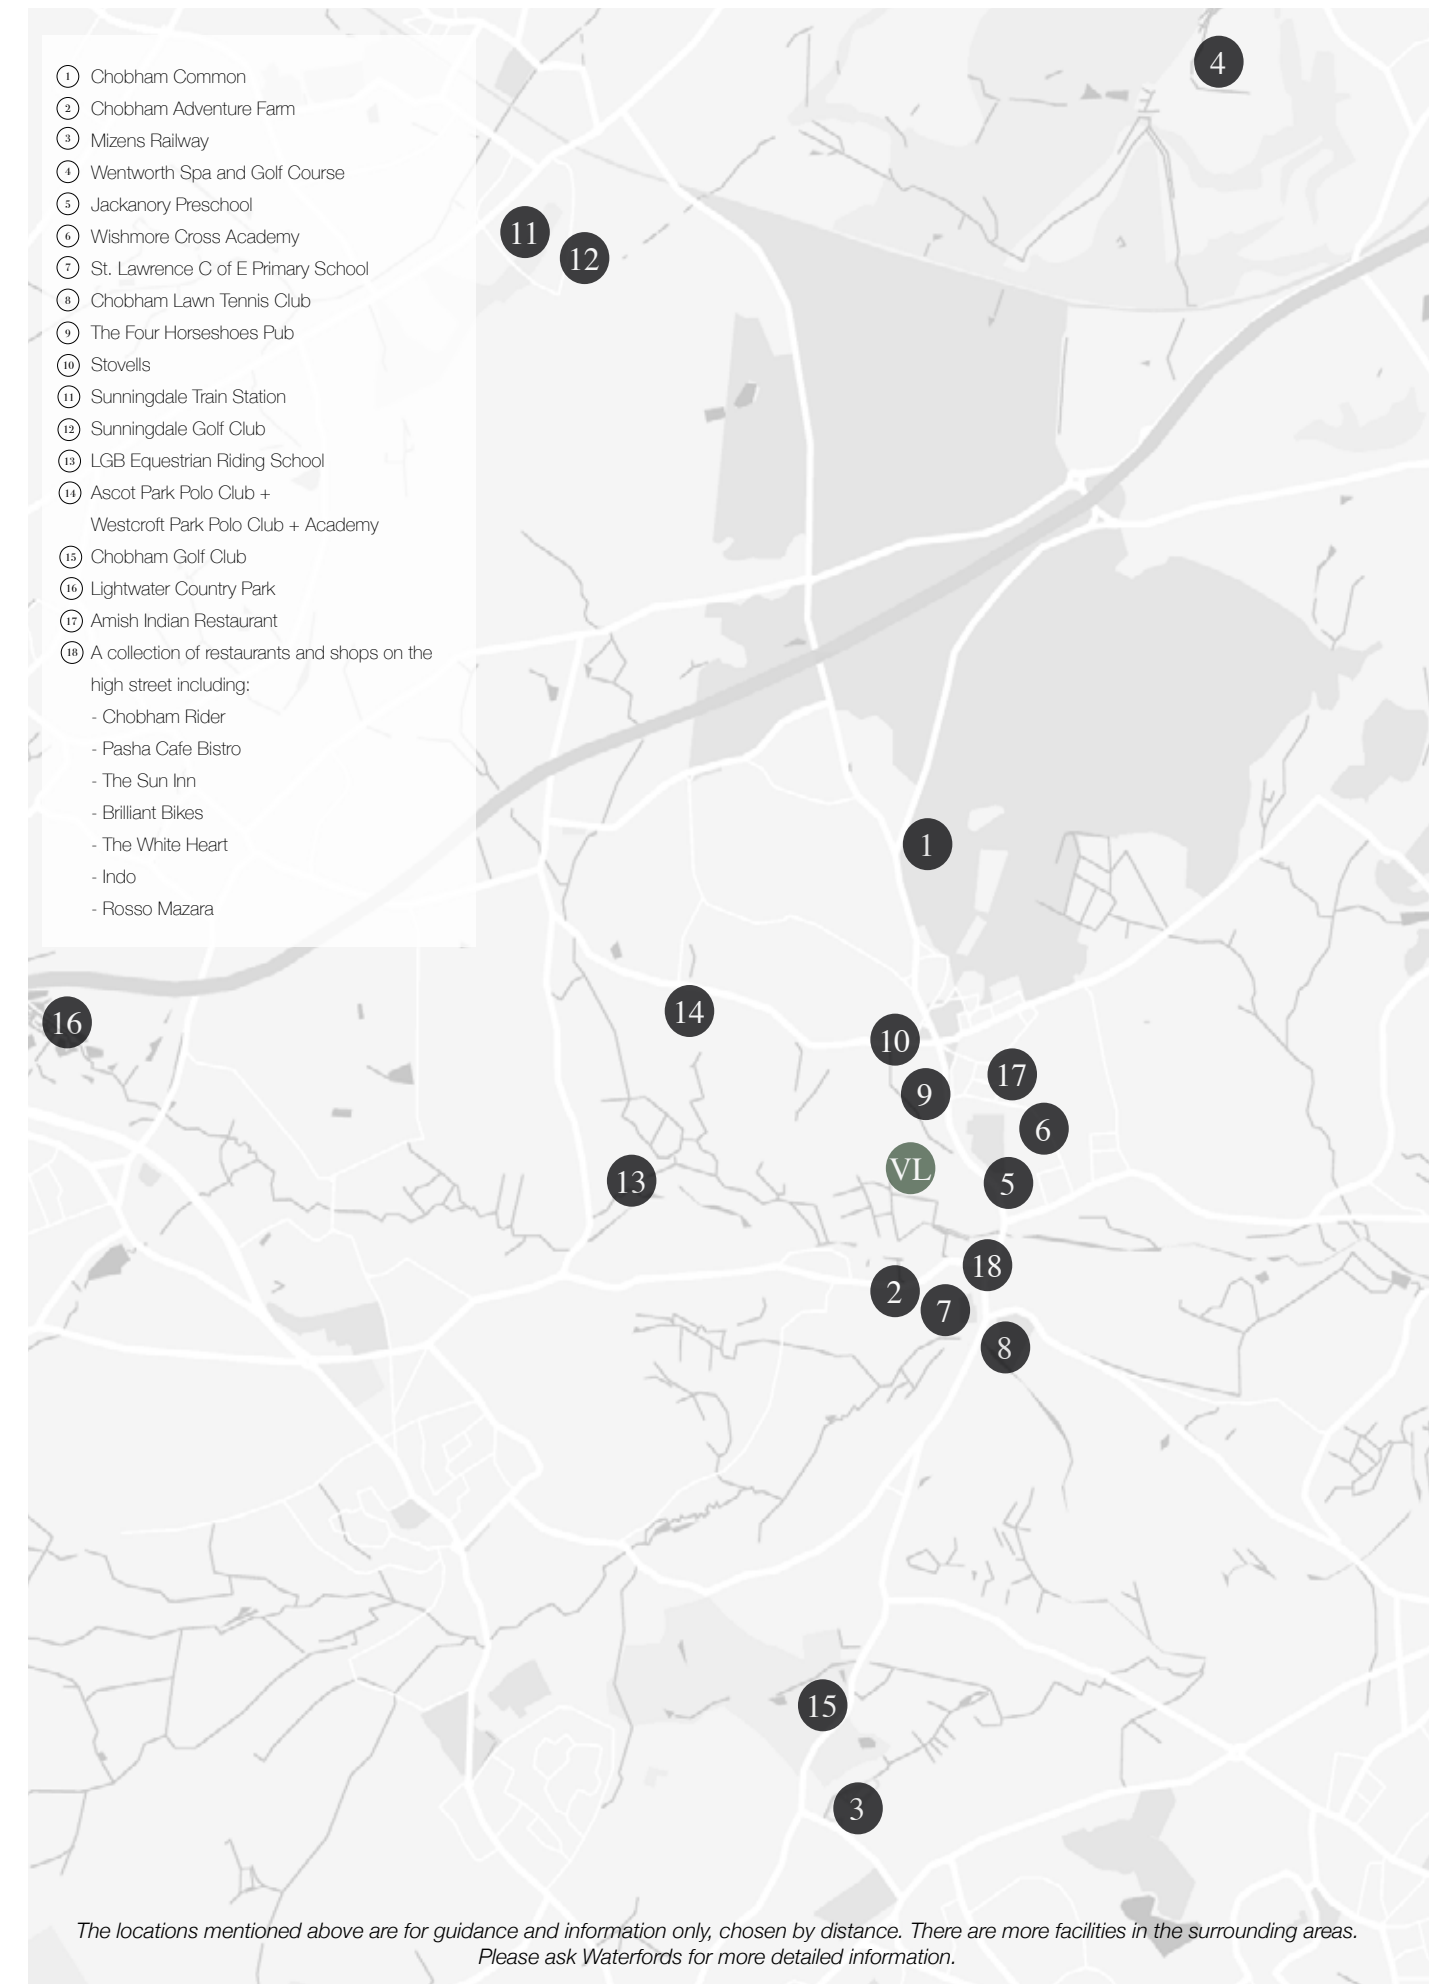 1 Chobham Common
2 Chobham Adventure Farm
3 Mizens Railway
4 Wentworth Spa and Golf Course
5 Jackanory Preschool
6 Wishmore Cross Academy
7 St. Lawrence C of E Primary School
8 Chobham Lawn Tennis Club
9 The Four Horseshoes Pub
10 Stovells
11 Sunningdale Train Station
12 Sunningdale Golf Club
13 LGB Equestrian Riding School
14 Ascot Park Polo Club +
Westcroft Park Polo Club + Academy
15 Chobham Golf Club
16 Lightwater Country Park
17 Amish Indian Restaurant
18 A collection of restaurants and shops on the
high street including:
- Chobham Rider
- Pasha Cafe Bistro
- The Sun Inn
- Brilliant Bikes
- The White Heart
- Indo
- Rosso Mazara
4
11
12
1
16
14
10
17
9
6
VL
13
5
18
2
7
8
15
3
The locations mentioned above are for guidance and information only, chosen by distance. There are more facilities in the surrounding areas.
Please ask Waterfords for more detailed information.